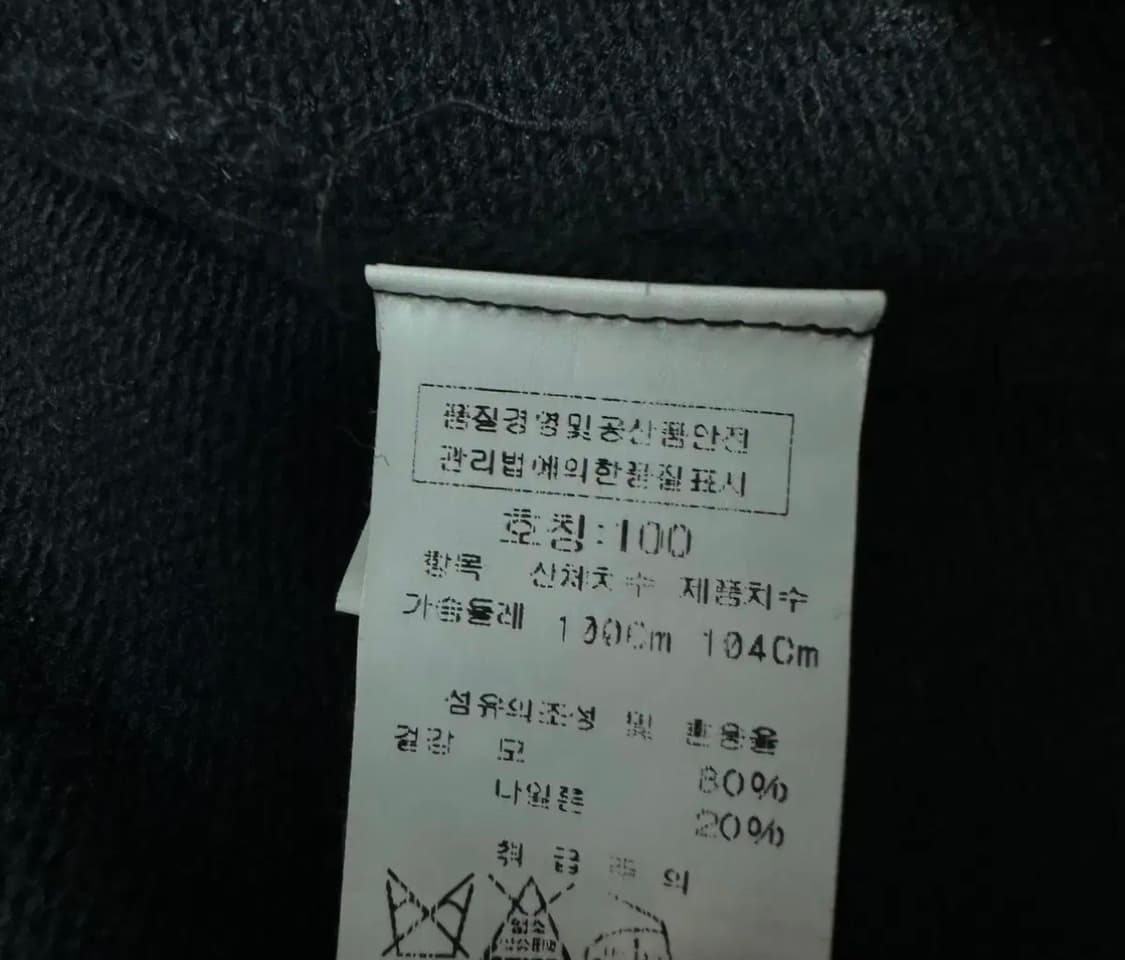 품질경영및공산품안전
관리법에의한품질표시
호칭:100
항목 신체치수 제품치수
가슴둘레 100Cm 104Cm
섬유의조성 및 혼용율
겉감 모 80%
나일론 20%
취급주의
염소